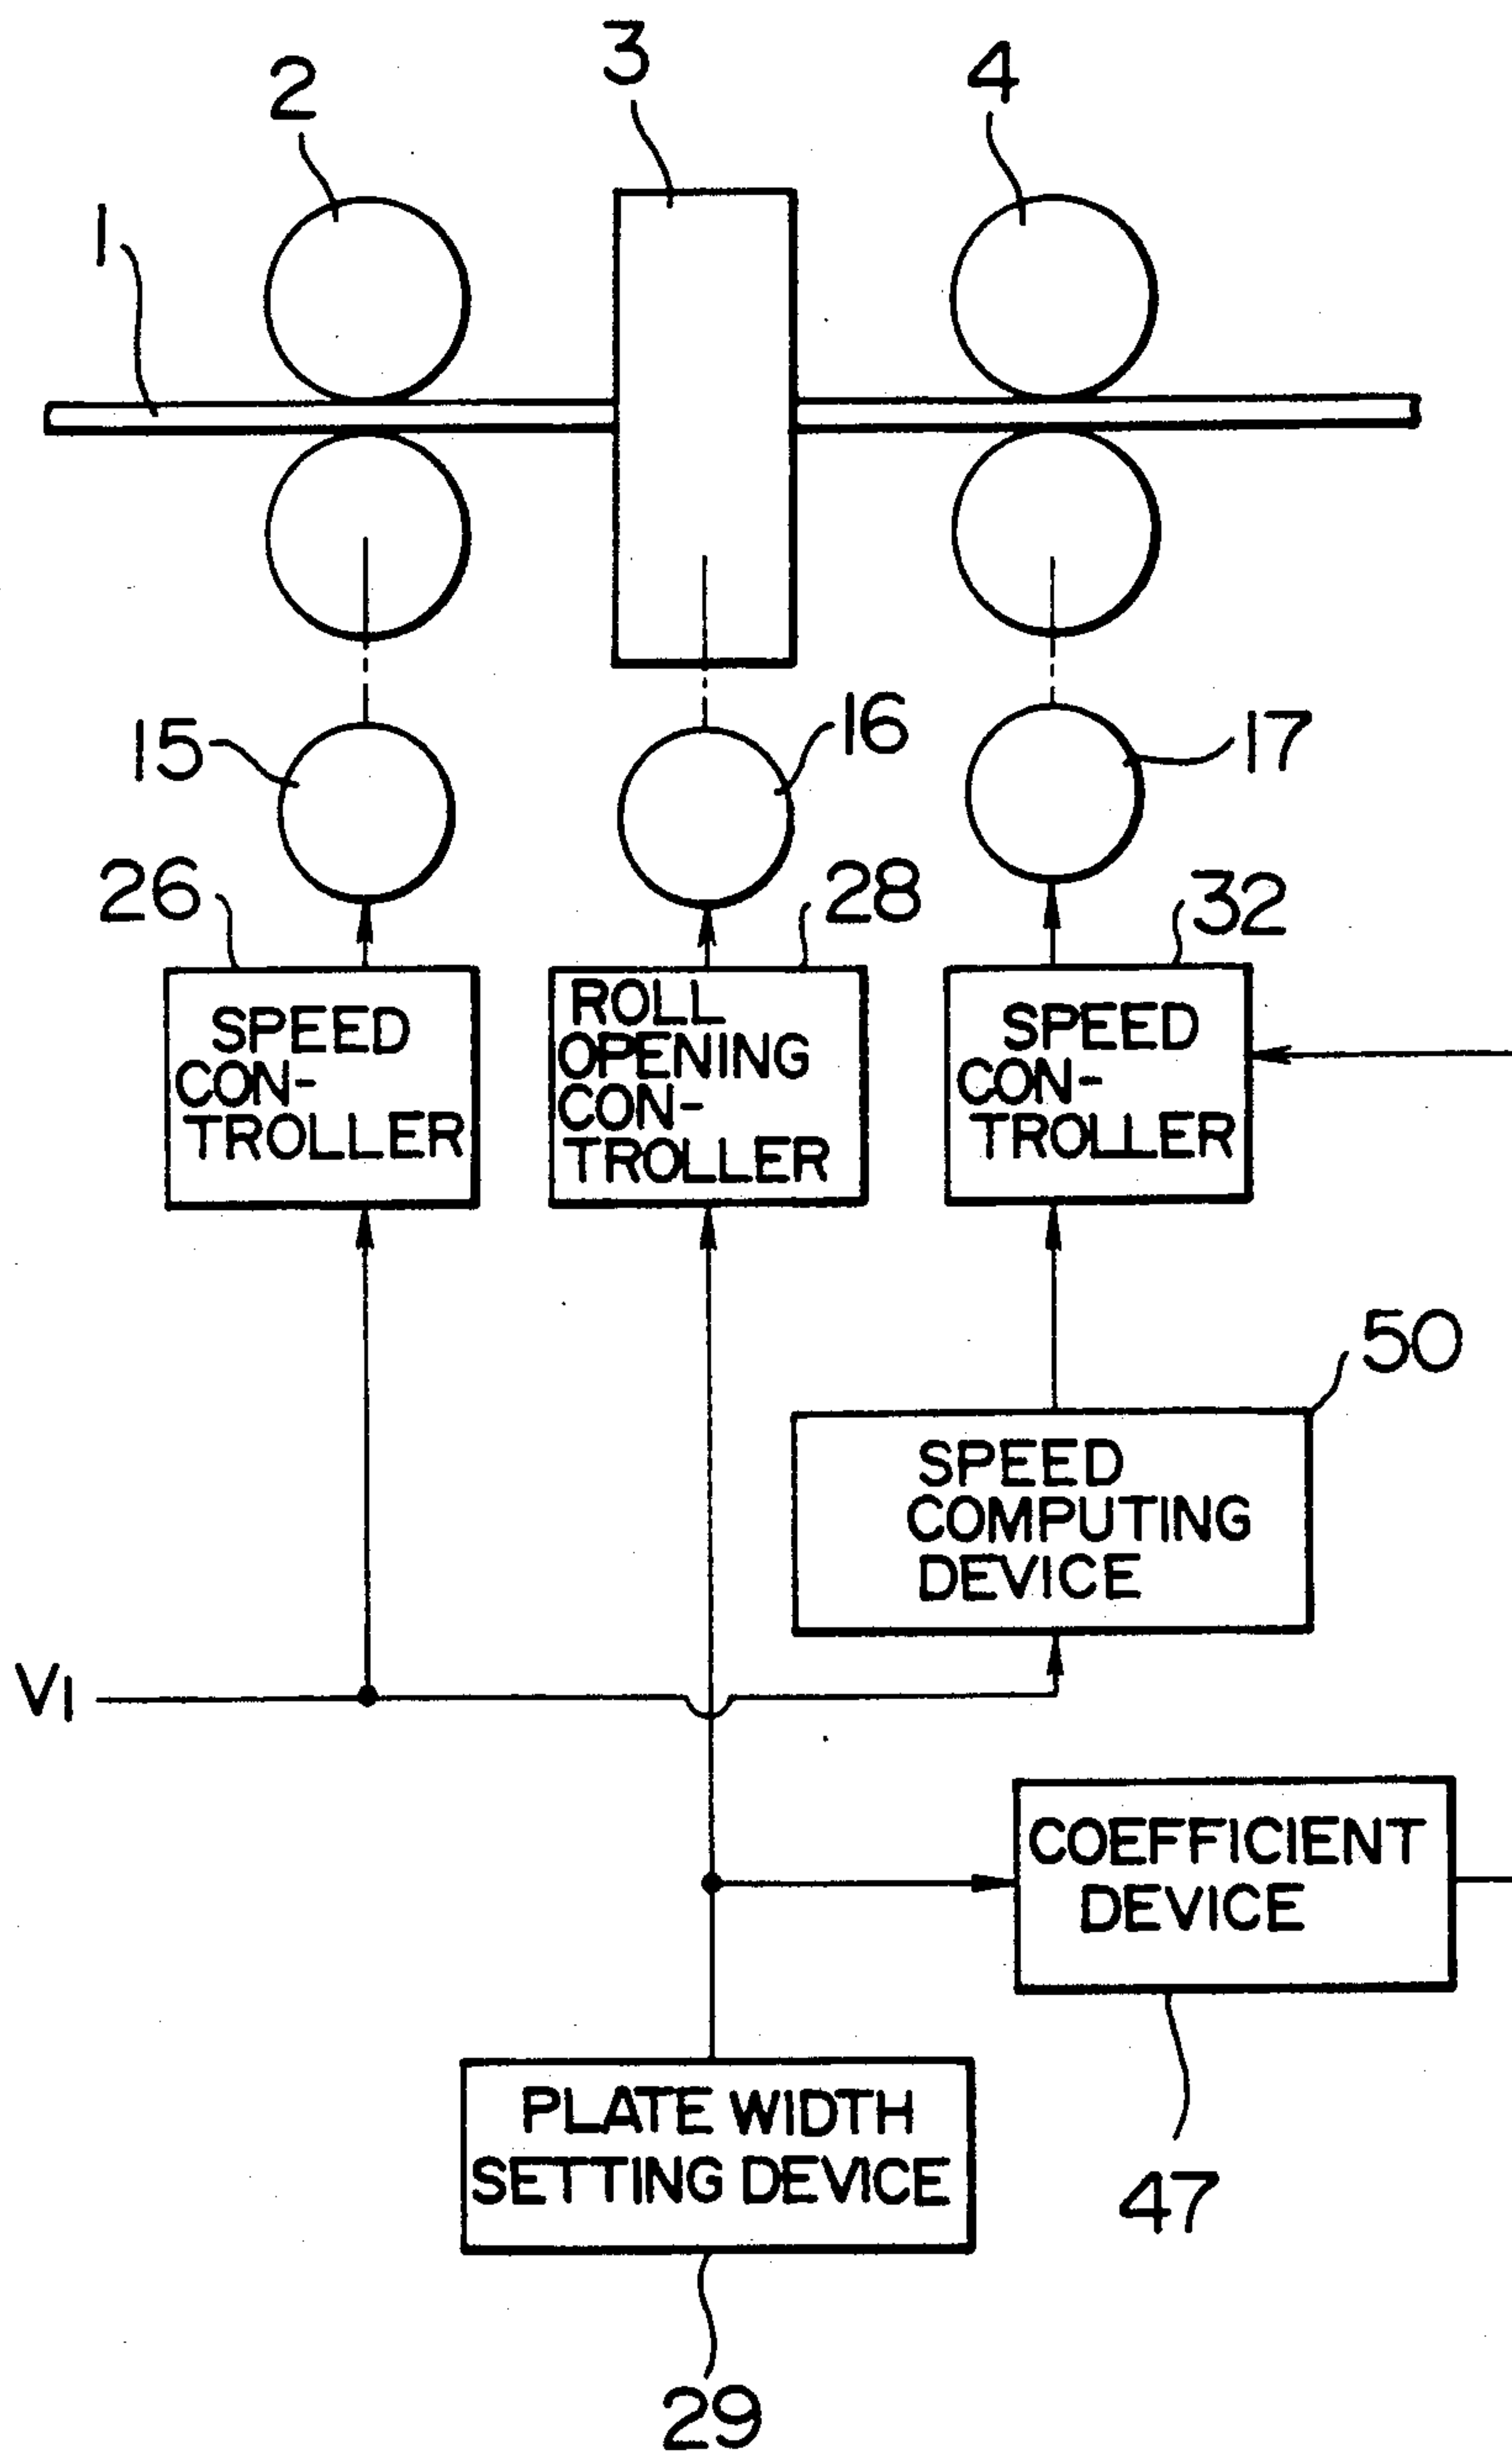 3
2
4
1
15
16
17
26
28
32
SPEED
CON-
TROLLER
ROLL
OPENING
CON-
TROLLER
SPEED
CON-
TROLLER
50
SPEED
COMPUTING
DEVICE
V1
COEFFICIENT
DEVICE
PLATE WIDTH
SETTING DEVICE
47
29